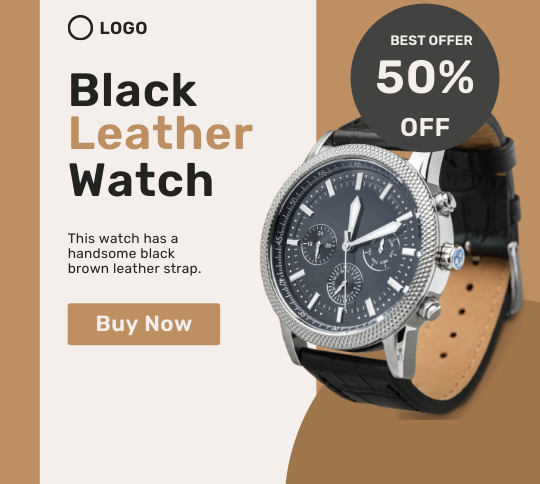 LOGO
BEST OFFER
50%
OFF
Black
Leather
Watch
This watch has a
handsome black
brown leather strap.
Buy Now